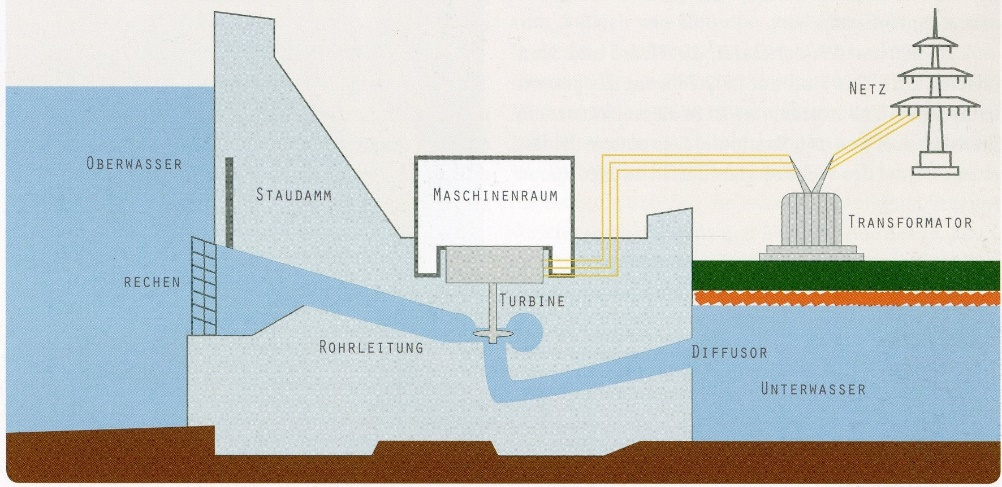 NETZ
OBERWASSER
STAUDAMM
MASCHINENRAUM
TRANSFORMATOR
RECHEN
TURBINE
ROHRLEITUNG
DIFFUSOR
UNTERWASSER